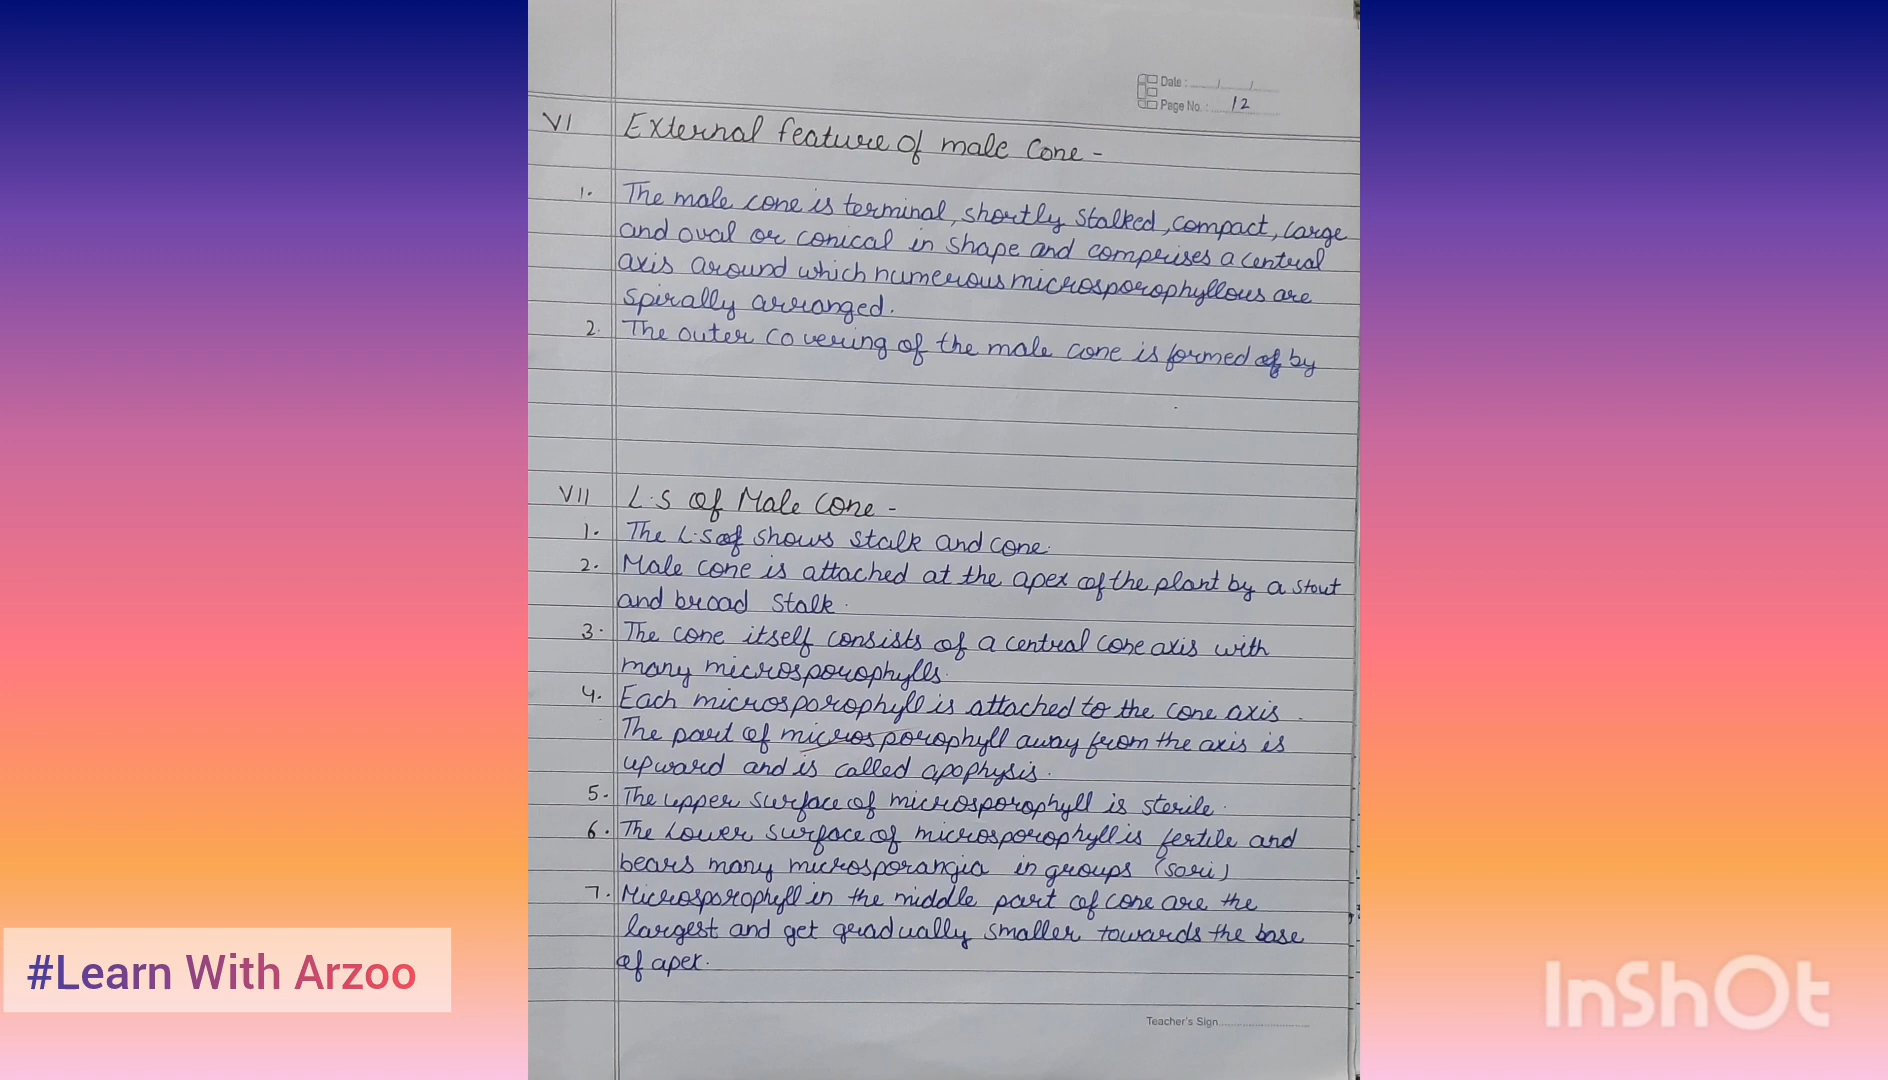 Date : / /
Page No. : 12
VI External feature of male Cone -
1. The male cone is terminal, shortly stalked, compact, large
and oval or conical in shape and comprises a central
axis around which numerous microsporophyllous are
spirally arranged.
2. The outer covering of the male cone is formed of by
VII L.S of Male Cone -
1. The L.S of shows stalk and cone.
2. Male cone is attached at the apex of the plant by a stout
and broad stalk.
3. The cone itself consists of a central cone axis with
many microsporophylls.
4. Each microsporophyll is attached to the cone axis.
The part of microsporophyll away from the axis is
upward and is called apophysis.
5. The upper surface of microsporophyll is sterile.
6. The lower surface of microsporophyll is fertile and
bears many microsporangia in groups (sori)
7. Microsporophyll in the middle part of cone are the
largest and get gradually smaller towards the base
of apex.
Teacher's Sign
#Learn With Arzoo
InShOt